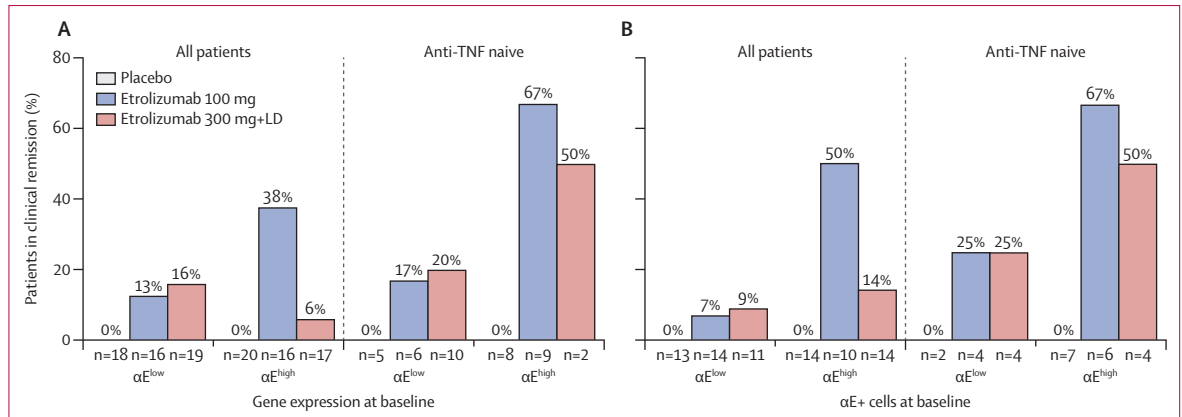 A
B
All patients
Anti-TNF naive
All patients
Anti-TNF naive
Patients in clinical remission (%)
80
60
40
20
0
Placebo
Etrolizumab 100 mg
Etrolizumab 300 mg+LD
0% 13% 16% 0% 38% 6% 0% 17% 20% 0% 67% 50%
0% 7% 9% 0% 50% 14% 0% 25% 25% 0% 67% 50%
n=18 n=16 n=19 n=20 n=16 n=17 n=5 n=6 n=10 n=8 n=9 n=2
n=13 n=14 n=11 n=14 n=10 n=14 n=2 n=4 n=4 n=7 n=6 n=4
αE^low αE^high αE^low αE^high
αE^low αE^high αE^low αE^high
Gene expression at baseline
αE+ cells at baseline